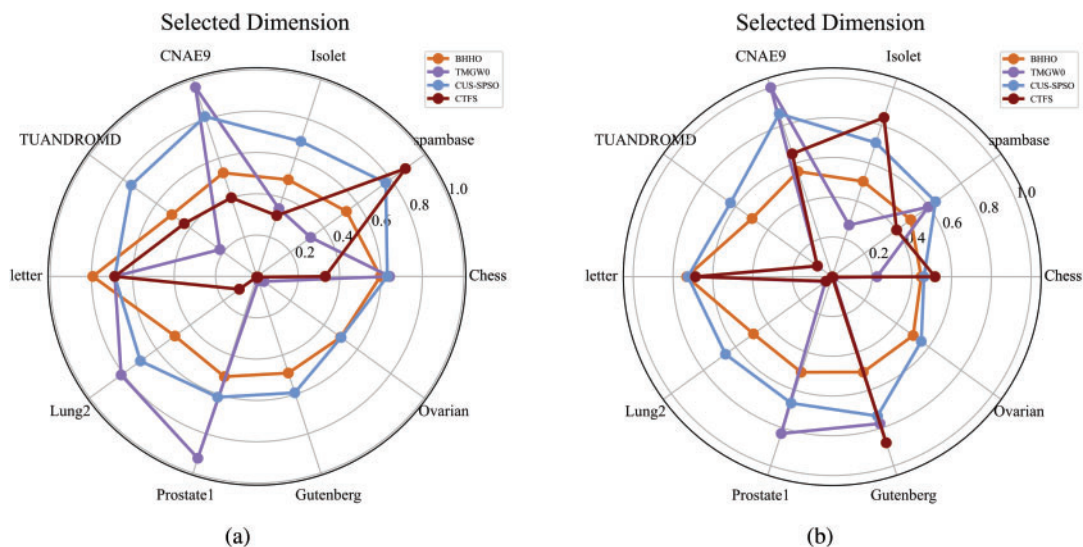 Selected Dimension
CNAE9
Isolet
BHHO
TMGW0
CUS-SPSO
CTFS
TUANDROMD
spambase
1.0
0.8
0.6
0.4
0.2
letter
Chess
Lung2
Ovarian
Prostate1
Gutenberg
(a)
Selected Dimension
CNAE9
Isolet
BHHO
TMGW0
CUS-SPSO
CTFS
TUANDROMD
spambase
1.0
0.8
0.6
0.4
0.2
letter
Chess
Lung2
Ovarian
Prostate1
Gutenberg
(b)